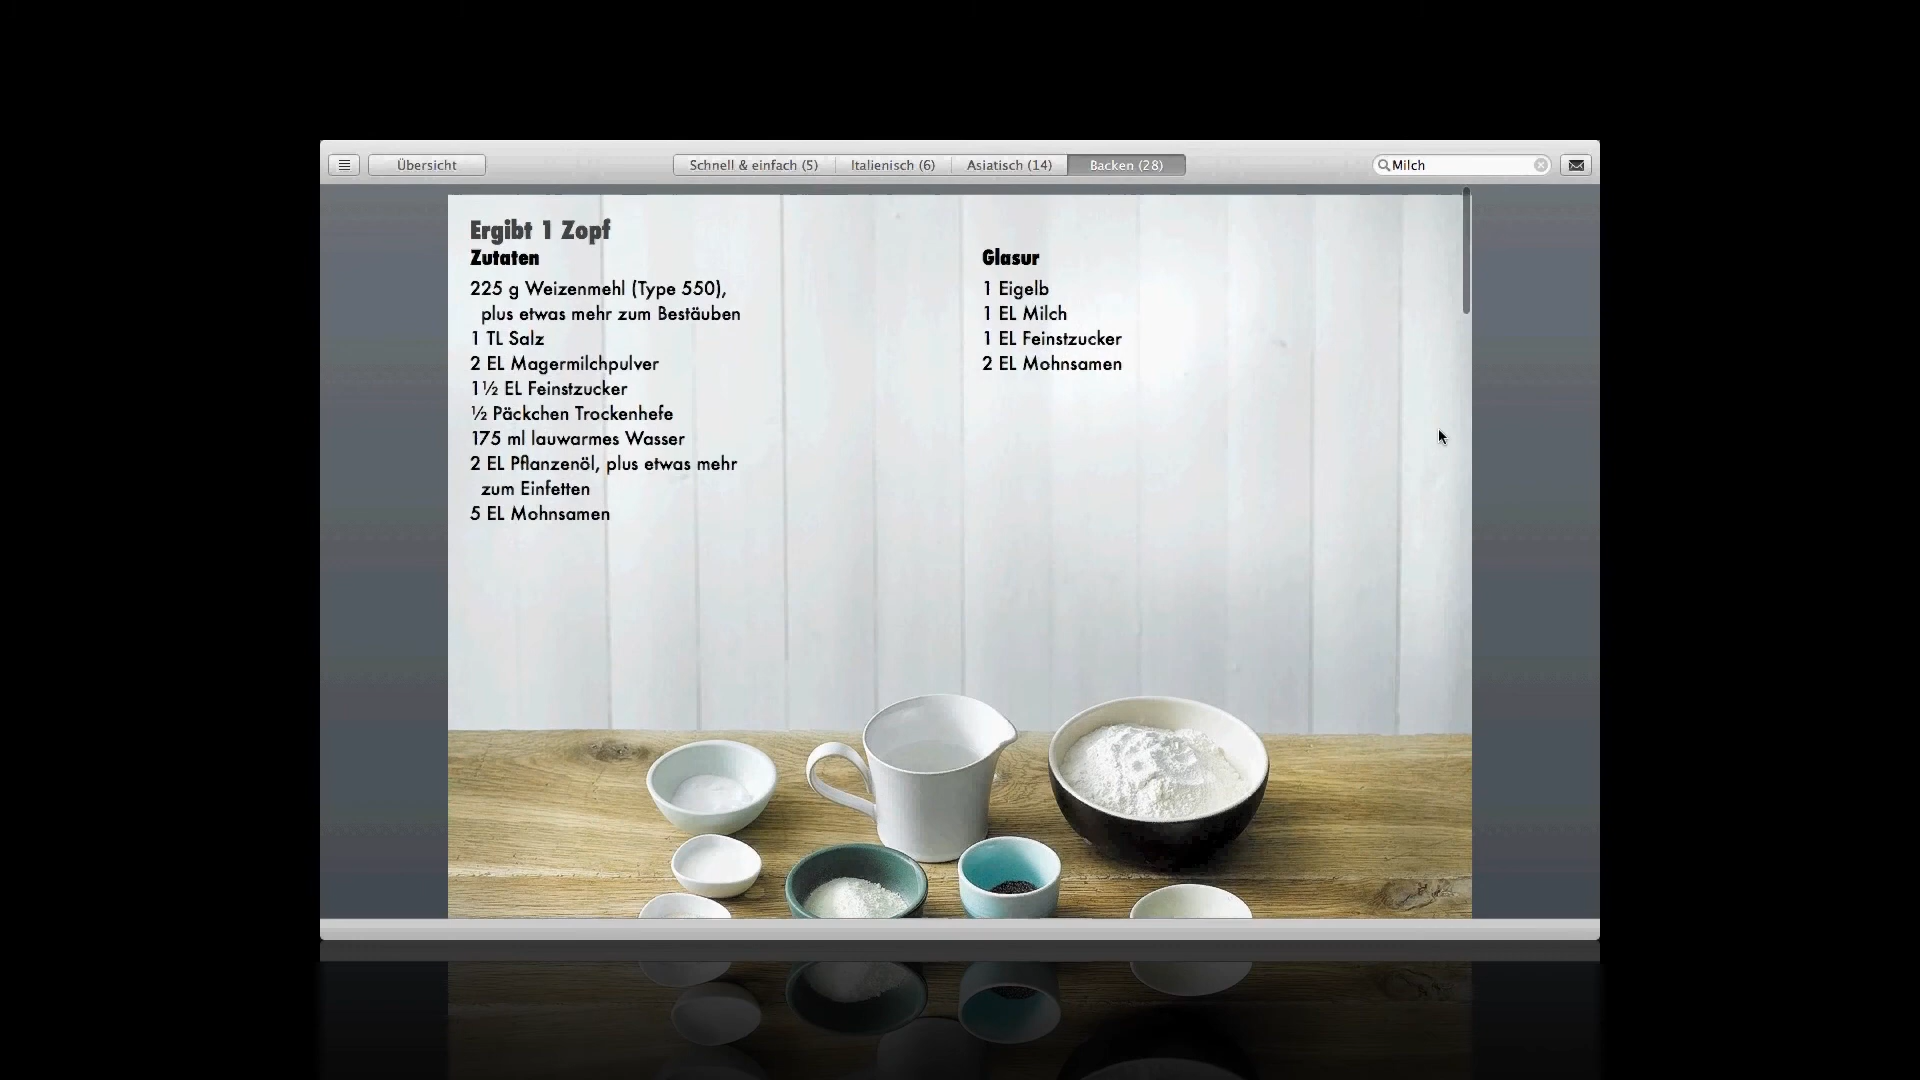 Übersicht
Schnell & einfach (5)
Italienisch (6)
Asiatisch (14)
Backen (28)
Milch
Ergibt 1 Zopf
Zutaten
225 g Weizenmehl (Type 550),
plus etwas mehr zum Bestäuben
1 TL Salz
2 EL Magermilchpulver
1½ EL Feinstzucker
½ Päckchen Trockenhefe
175 ml lauwarmes Wasser
2 EL Pflanzenöl, plus etwas mehr
zum Einfetten
5 EL Mohnsamen
Glasur
1 Eigelb
1 EL Milch
1 EL Feinstzucker
2 EL Mohnsamen